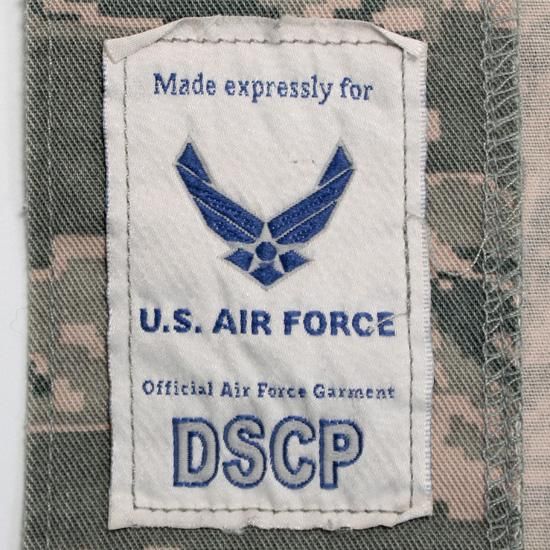 Made expressly for
U.S. AIR FORCE
Official Air Force Garment
DSCP